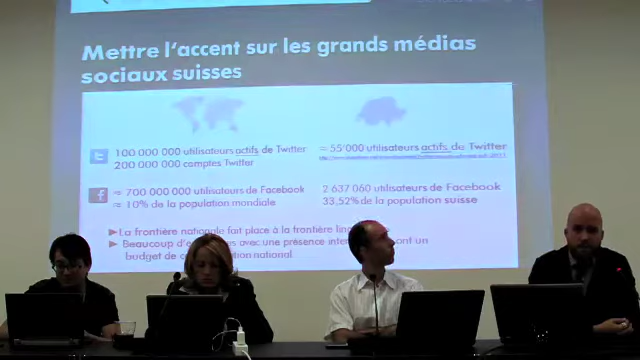 Mettre l'accent sur les grands médias
sociaux suisses
100 000 000 utilisateurs actifs de Twitter
200 000 000 comptes Twitter
≈ 55'000 utilisateurs actifs de Twitter
≈ 700 000 000 utilisateurs de Facebook
≈ 10% de la population mondiale
2 637 060 utilisateurs de Facebook
33,52% de la population suisse
La frontière nationale fait place à la frontière
Beaucoup avec une présence ont un
budget de national.